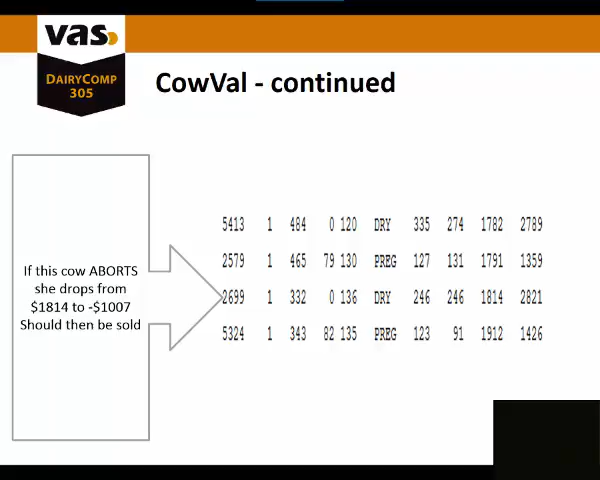 vas
DAIRYCOMP
305
CowVal - continued
If this cow ABORTS
she drops from
$1814 to -$1007
Should then be sold
5413 1 484 0 120 DRY 335 274 1782 2789
2579 1 465 79 130 PREG 127 131 1791 1359
2699 1 332 0 136 DRY 246 246 1814 2821
5324 1 343 82 135 PREG 123 91 1912 1426